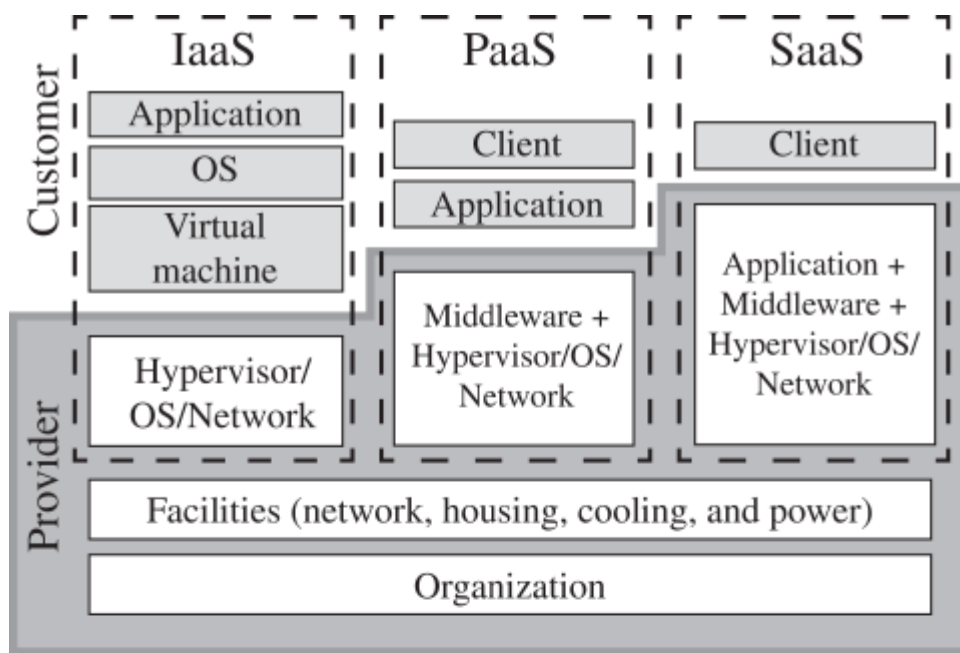 IaaS
PaaS
SaaS
Customer
Application
OS
Virtual
machine
Client
Application
Client
Provider
Hypervisor/
OS/Network
Middleware +
Hypervisor/OS/
Network
Application +
Middleware +
Hypervisor/OS/
Network
Facilities (network, housing, cooling, and power)
Organization